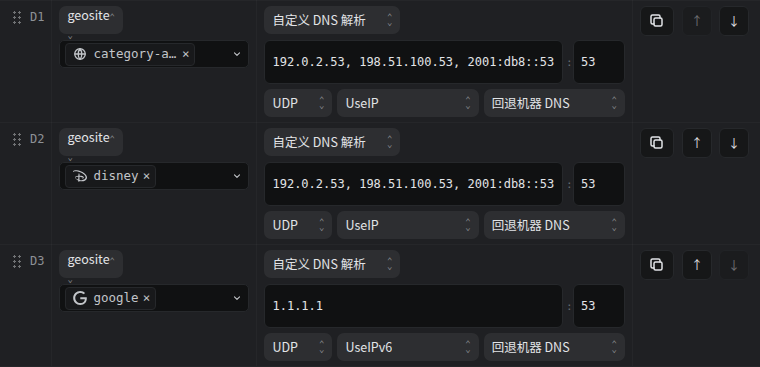 D1
geosite
category-a…
自定义 DNS 解析
192.0.2.53, 198.51.100.53, 2001:db8::53 : 53
UDP
UseIP
回退机器 DNS
D2
geosite
disney
自定义 DNS 解析
192.0.2.53, 198.51.100.53, 2001:db8::53 : 53
UDP
UseIP
回退机器 DNS
D3
geosite
google
自定义 DNS 解析
1.1.1.1 : 53
UDP
UseIPv6
回退机器 DNS